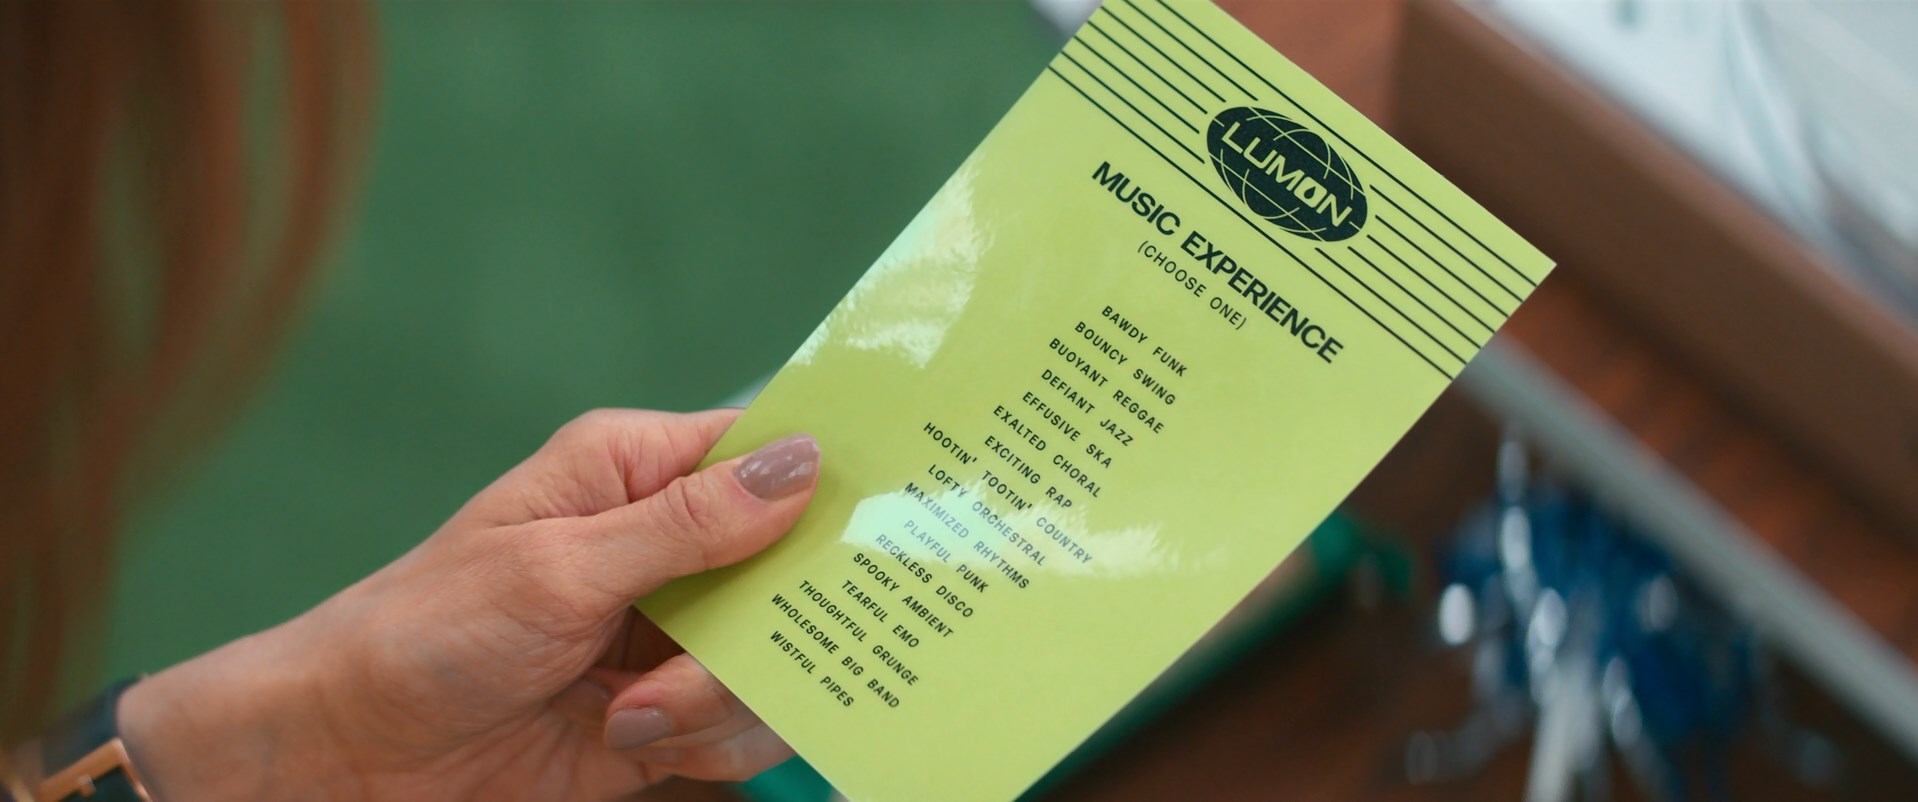 LUMON
MUSIC EXPERIENCE
(CHOOSE ONE)
BAWDY FUNK
BOUNCY SWING
BUOYANT REGGAE
DEFIANT JAZZ
EFFUSIVE SKA
EXALTED CHORAL
EXCITING RAP
HOOTIN' TOOTIN' COUNTRY
LOFTY ORCHESTRAL
MAXIMIZED RHYTHMS
PLAYFUL PUNK
RECKLESS DISCO
SPOOKY AMBIENT
TEARFUL EMO
THOUGHTFUL GRUNGE
WHOLESOME BIG BAND
WISTFUL PIPES